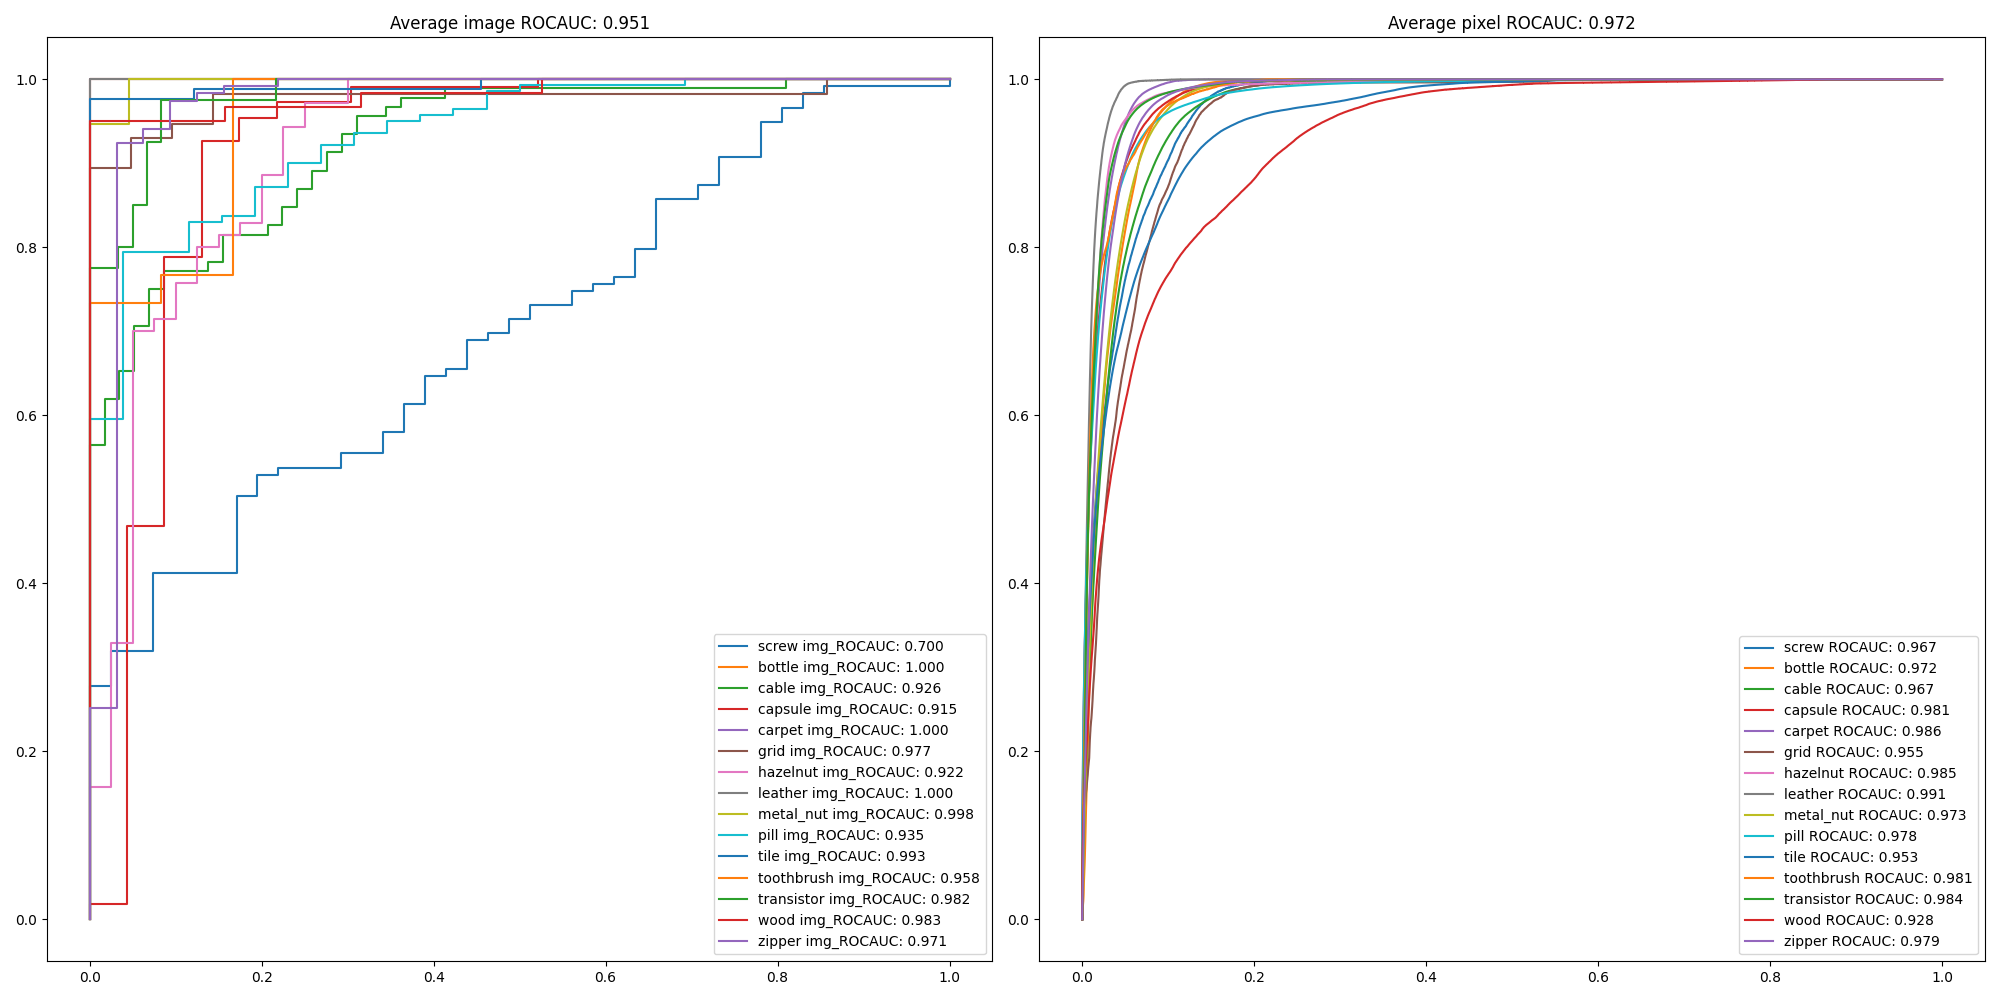 Average image ROCAUC: 0.951
1.0
0.8
0.6
0.4
0.2
0.0
0.0 0.2 0.4 0.6 0.8 1.0
screw img_ROCAUC: 0.700
bottle img_ROCAUC: 1.000
cable img_ROCAUC: 0.926
capsule img_ROCAUC: 0.915
carpet img_ROCAUC: 1.000
grid img_ROCAUC: 0.977
hazelnut img_ROCAUC: 0.922
leather img_ROCAUC: 1.000
metal_nut img_ROCAUC: 0.998
pill img_ROCAUC: 0.935
tile img_ROCAUC: 0.993
toothbrush img_ROCAUC: 0.958
transistor img_ROCAUC: 0.982
wood img_ROCAUC: 0.983
zipper img_ROCAUC: 0.971
Average pixel ROCAUC: 0.972
1.0
0.8
0.6
0.4
0.2
0.0
0.0 0.2 0.4 0.6 0.8 1.0
screw ROCAUC: 0.967
bottle ROCAUC: 0.972
cable ROCAUC: 0.967
capsule ROCAUC: 0.981
carpet ROCAUC: 0.986
grid ROCAUC: 0.955
hazelnut ROCAUC: 0.985
leather ROCAUC: 0.991
metal_nut ROCAUC: 0.973
pill ROCAUC: 0.978
tile ROCAUC: 0.953
toothbrush ROCAUC: 0.981
transistor ROCAUC: 0.984
wood ROCAUC: 0.928
zipper ROCAUC: 0.979